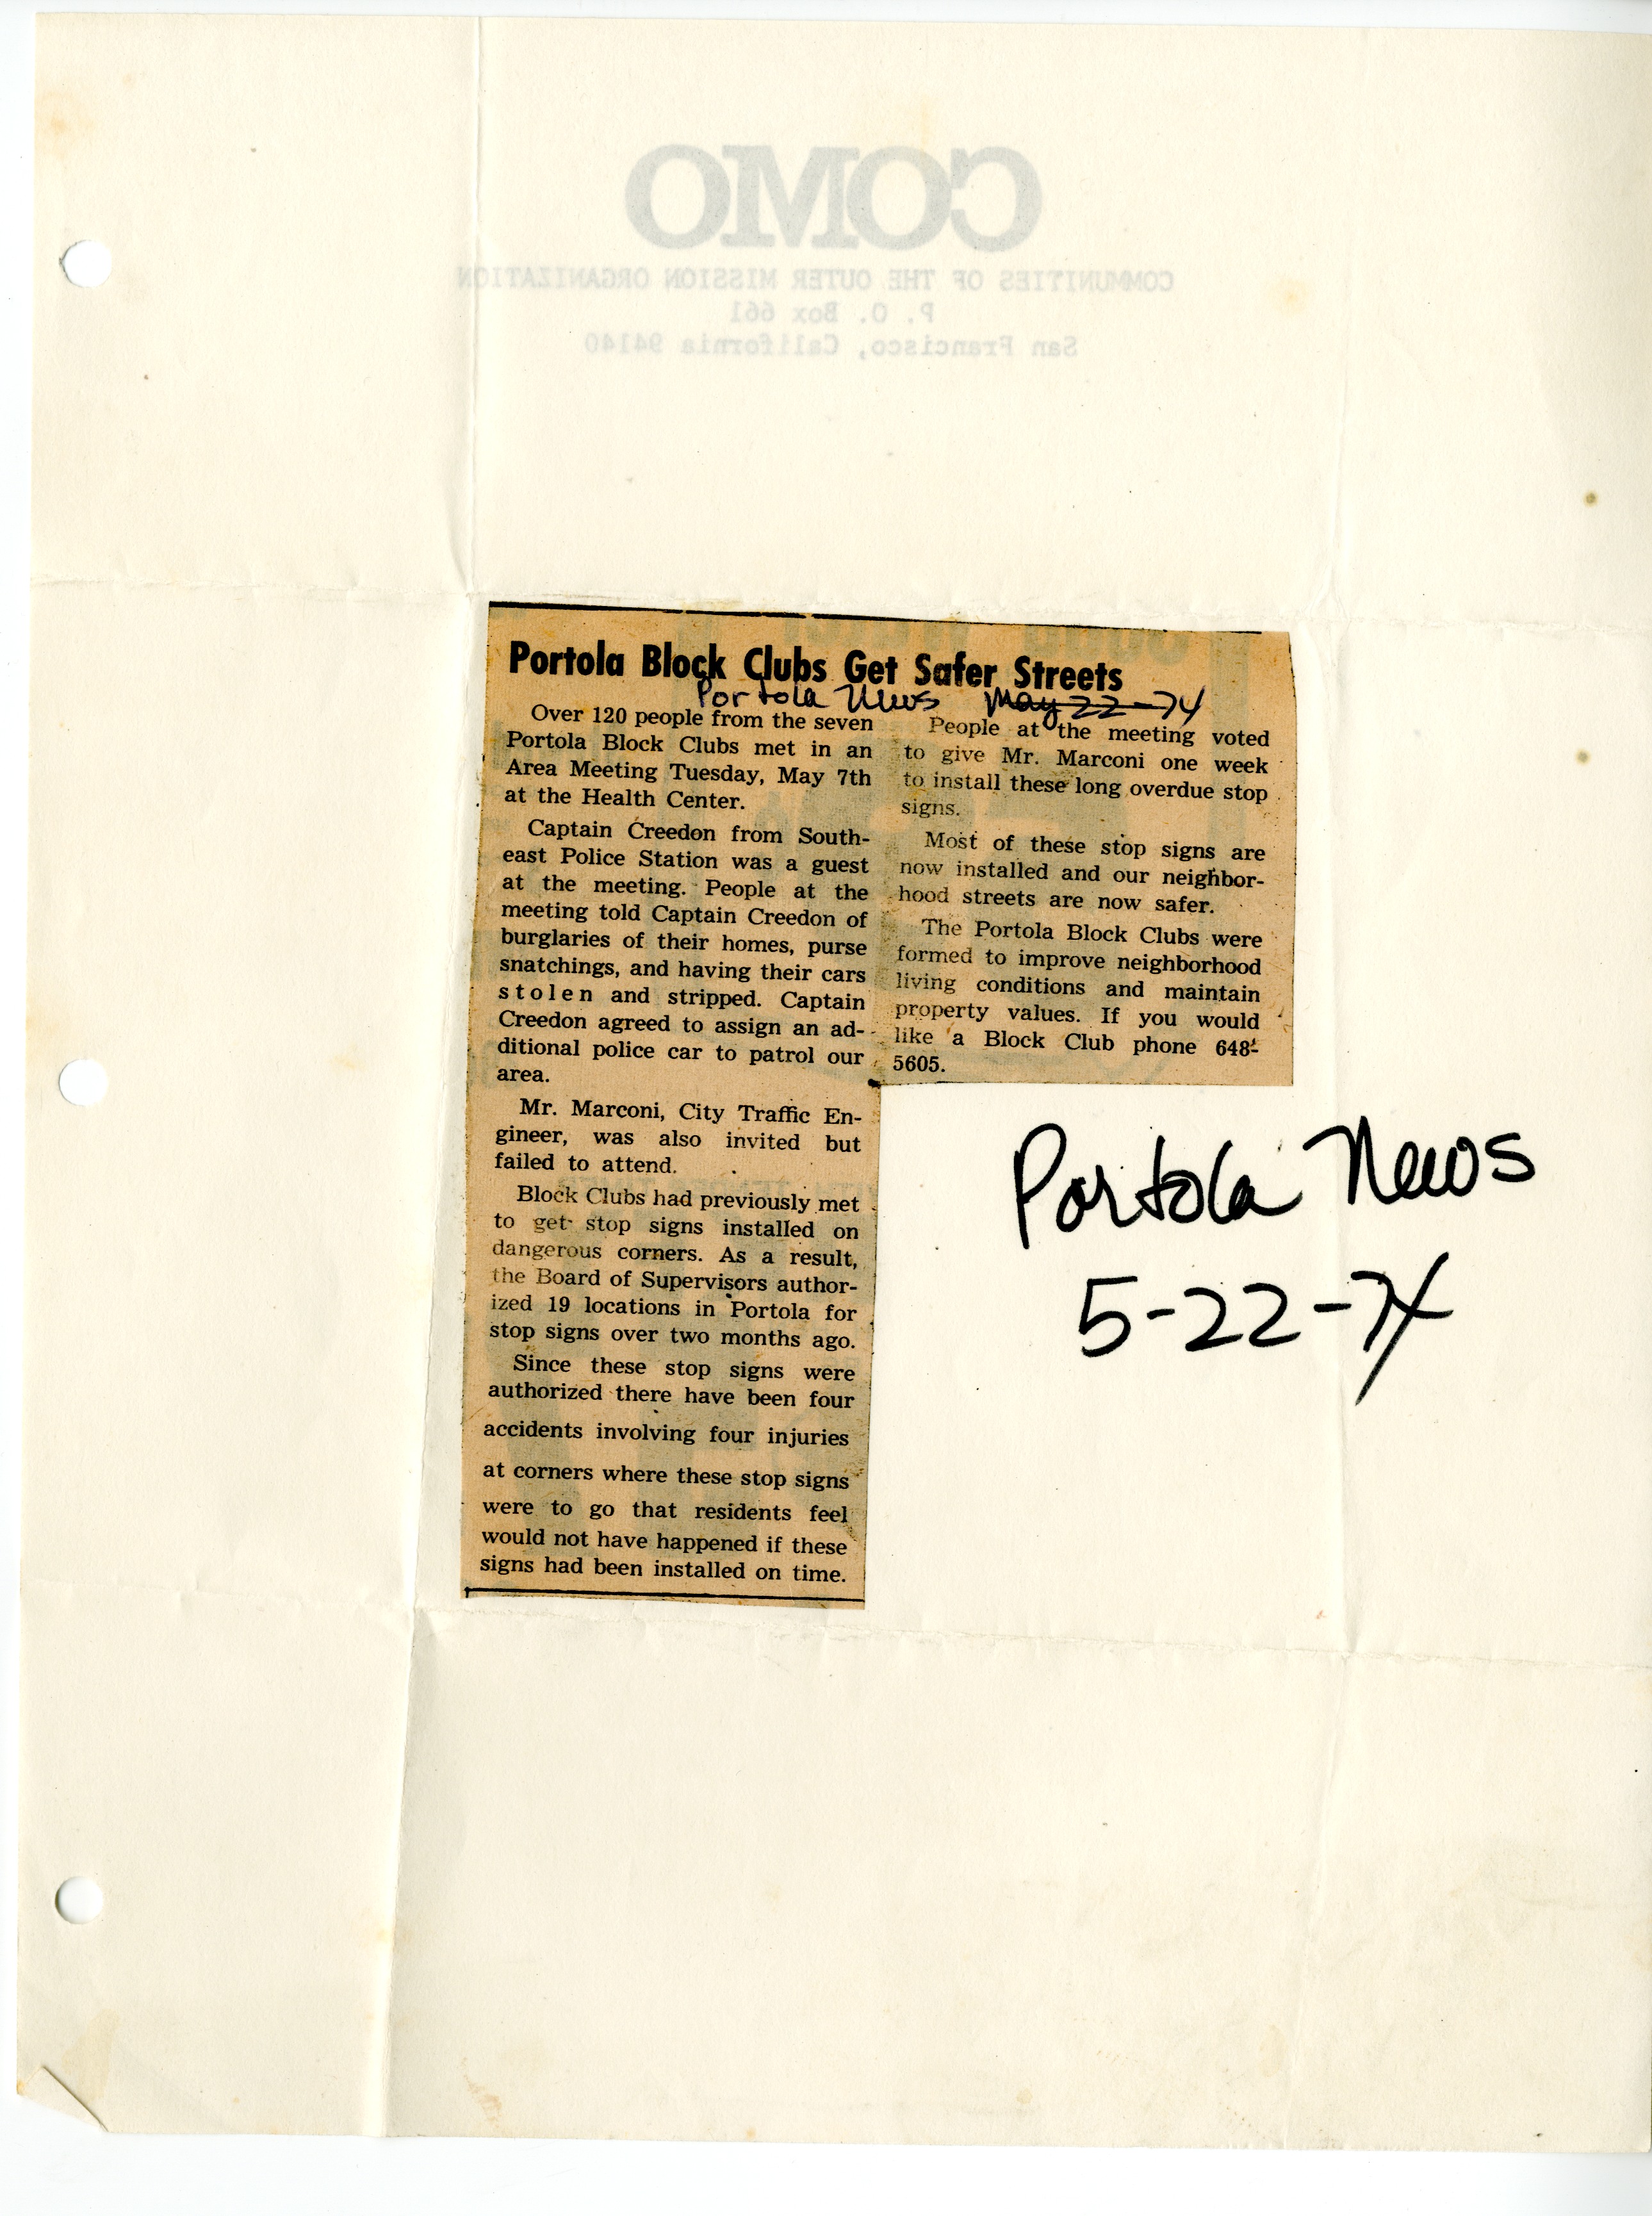 COMO
COMMUNITIES OF THE OUTER MISSION ORGANIZATION
P. O. Box 661
San Francisco, California 94140
Portola Block Clubs Get Safer Streets
Portola News May 22-74
Over 120 people from the seven
Portola Block Clubs met in an
Area Meeting Tuesday, May 7th
at the Health Center.
Captain Creedon from South-
east Police Station was a guest
at the meeting. People at the
meeting told Captain Creedon of
burglaries of their homes, purse
snatchings, and having their cars
stolen and stripped. Captain
Creedon agreed to assign an ad-
ditional police car to patrol our
area.
Mr. Marconi, City Traffic En-
gineer, was also invited but
failed to attend.
Block Clubs had previously met
to get stop signs installed on
dangerous corners. As a result,
the Board of Supervisors author-
ized 19 locations in Portola for
stop signs over two months ago.
Since these stop signs were
authorized there have been four
accidents involving four injuries
at corners where these stop signs
were to go that residents feel
would not have happened if these
signs had been installed on time.
People at the meeting voted
to give Mr. Marconi one week
to install these long overdue stop
signs.
Most of these stop signs are
now installed and our neighbor-
hood streets are now safer.
The Portola Block Clubs were
formed to improve neighborhood
living conditions and maintain
property values. If you would
like a Block Club phone 648-
5605.
Portola News
5-22-74